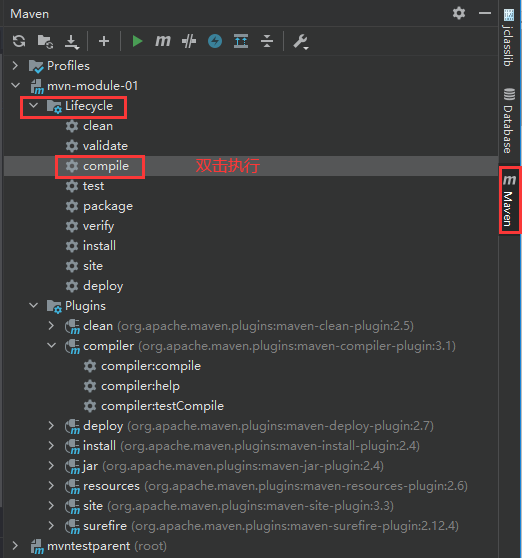 Maven
Profiles
mvn-module-01
Lifecycle
clean
validate
compile 双击执行
test
package
verify
install
site
deploy
Plugins
clean (org.apache.maven.plugins:maven-clean-plugin:2.5)
compiler (org.apache.maven.plugins:maven-compiler-plugin:3.1)
compiler:compile
compiler:help
compiler:testCompile
deploy (org.apache.maven.plugins:maven-deploy-plugin:2.7)
install (org.apache.maven.plugins:maven-install-plugin:2.4)
jar (org.apache.maven.plugins:maven-jar-plugin:2.4)
resources (org.apache.maven.plugins:maven-resources-plugin:2.6)
site (org.apache.maven.plugins:maven-site-plugin:3.3)
surefire (org.apache.maven.plugins:maven-surefire-plugin:2.12.4)
mvntestparent (root)
jclasslib
Database
Maven